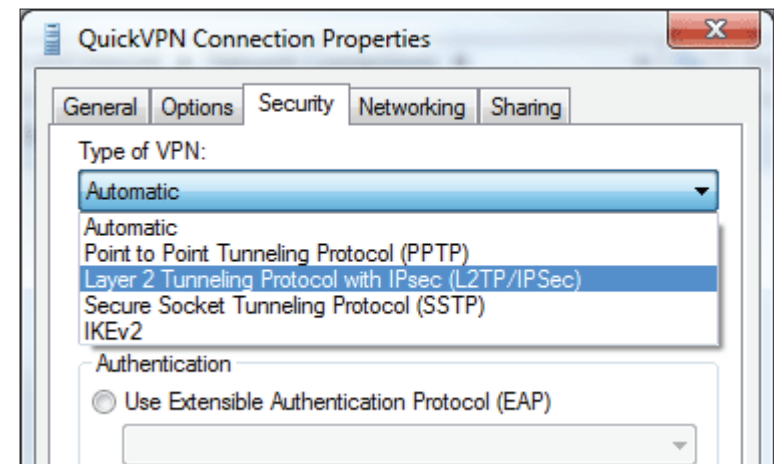 QuickVPN Connection Properties
General Options Security Networking Sharing
Type of VPN:
Automatic
Automatic
Point to Point Tunneling Protocol (PPTP)
Layer 2 Tunneling Protocol with IPsec (L2TP/IPSec)
Secure Socket Tunneling Protocol (SSTP)
IKEv2
Authentication
Use Extensible Authentication Protocol (EAP)